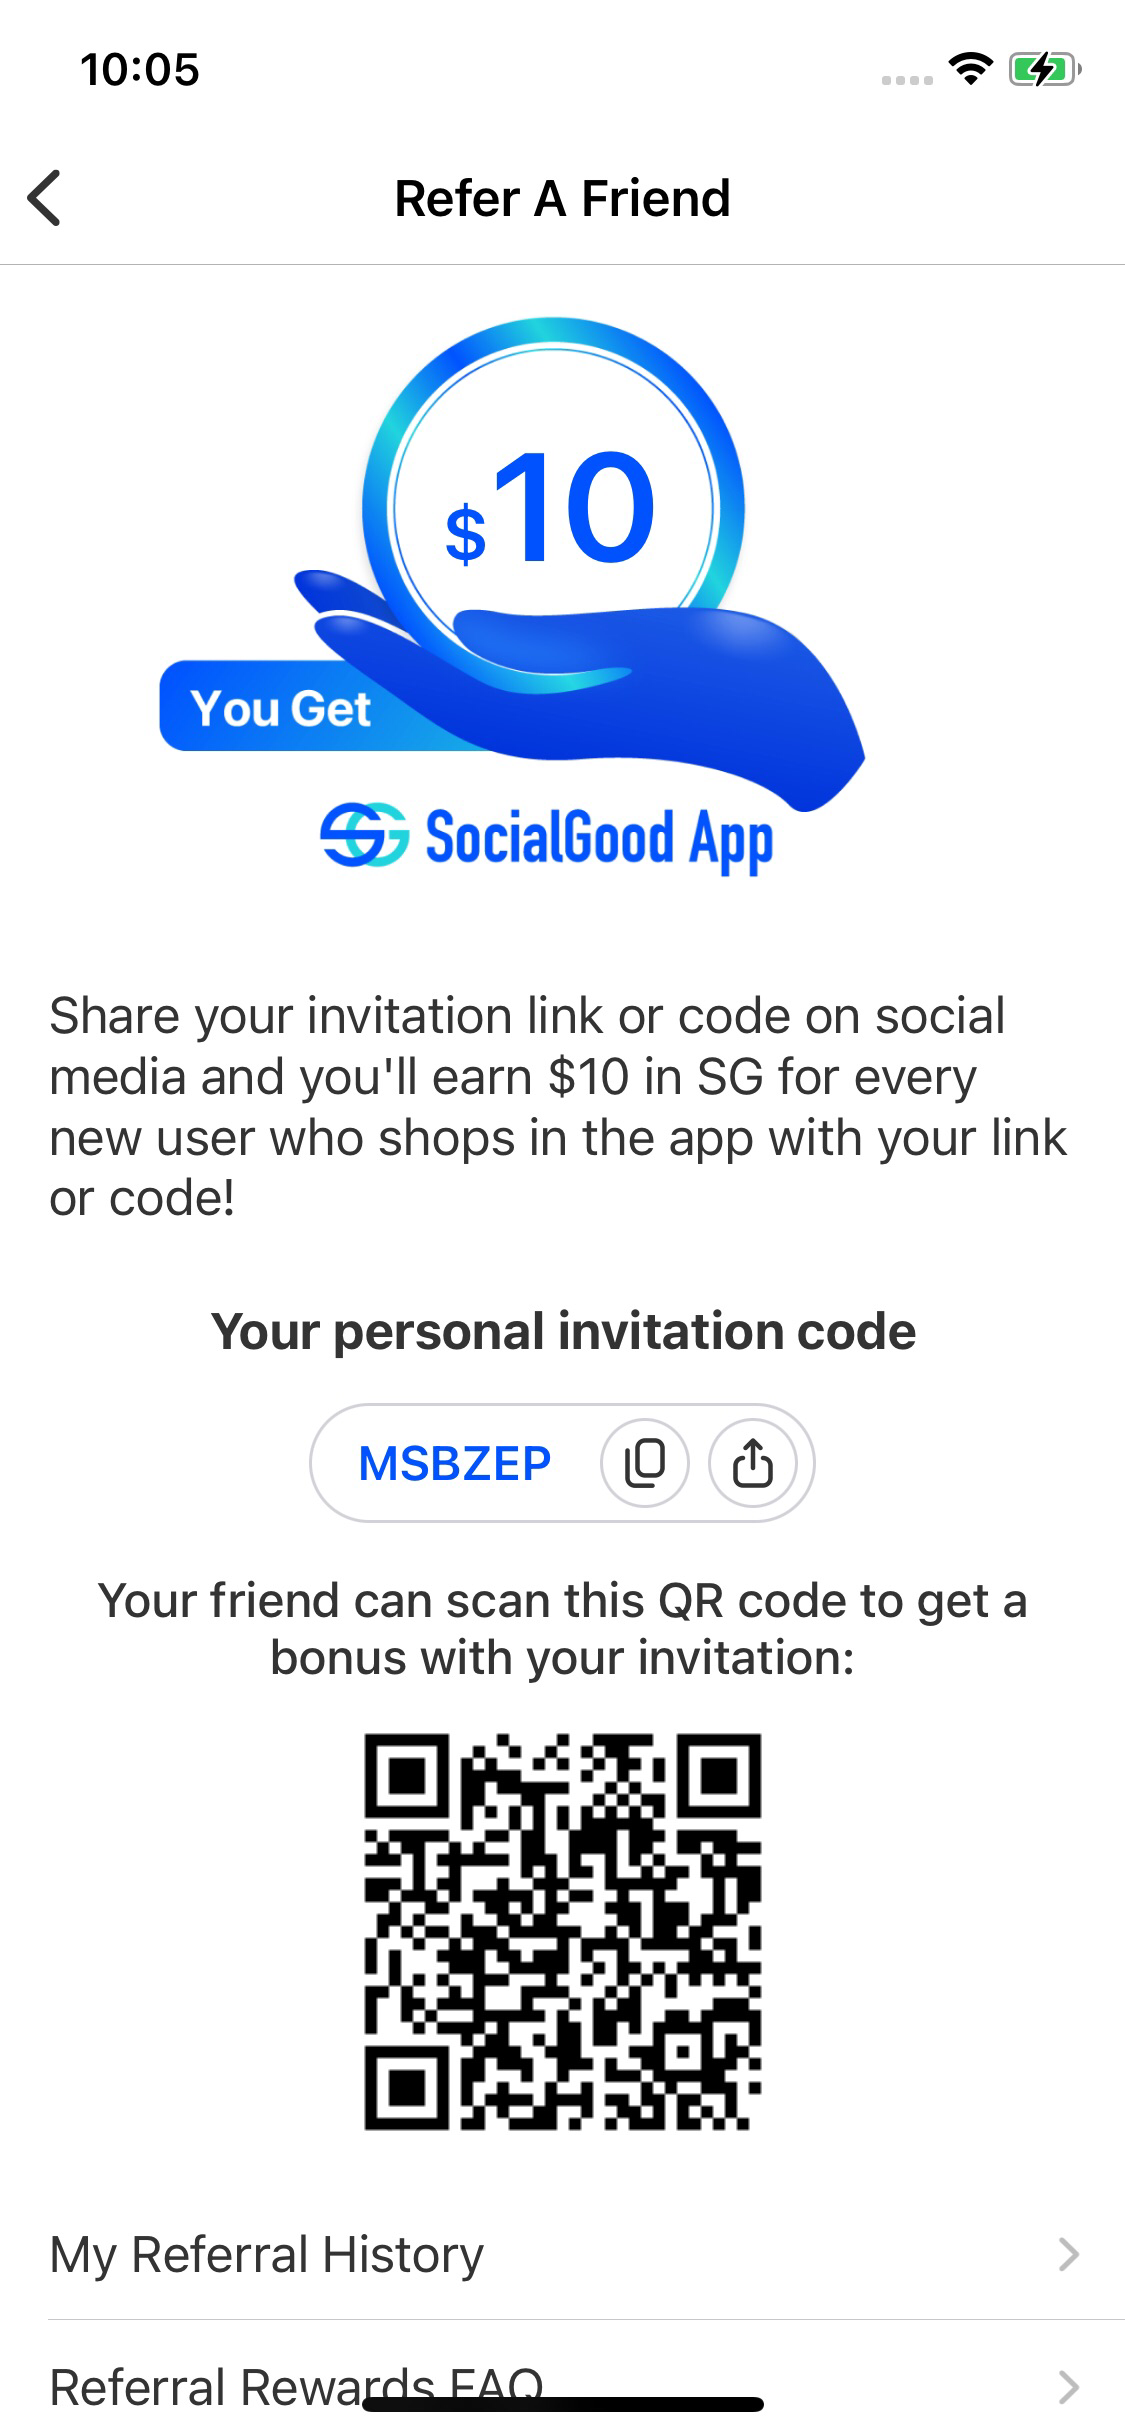 10:05
Refer A Friend
$10
You Get
SG SocialGood App
Share your invitation link or code on social
media and you'll earn $10 in SG for every
new user who shops in the app with your link
or code!
Your personal invitation code
MSBZEP
Your friend can scan this QR code to get a
bonus with your invitation:
My Referral History
Referral Rewards FAQ